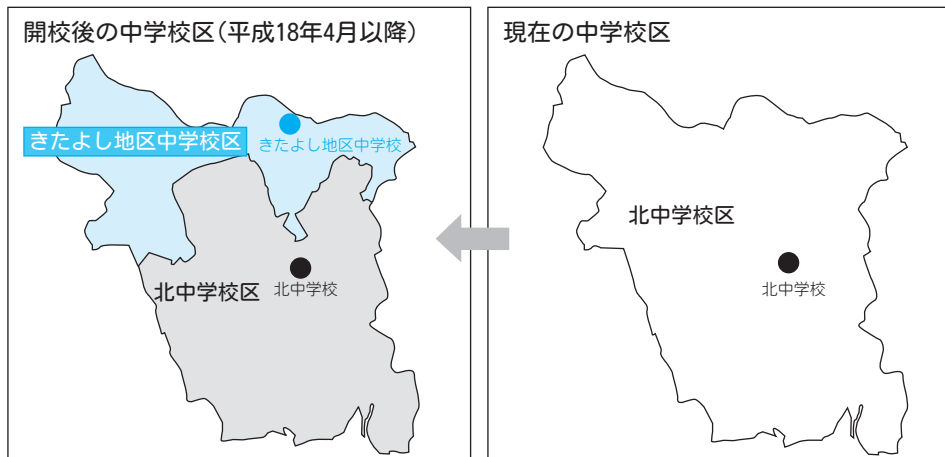 開校後の中学校区（平成18年4月以降）
きたよし地区中学校区
きたよし地区中学校
北中学校区
北中学校
現在の中学校区
北中学校区
北中学校